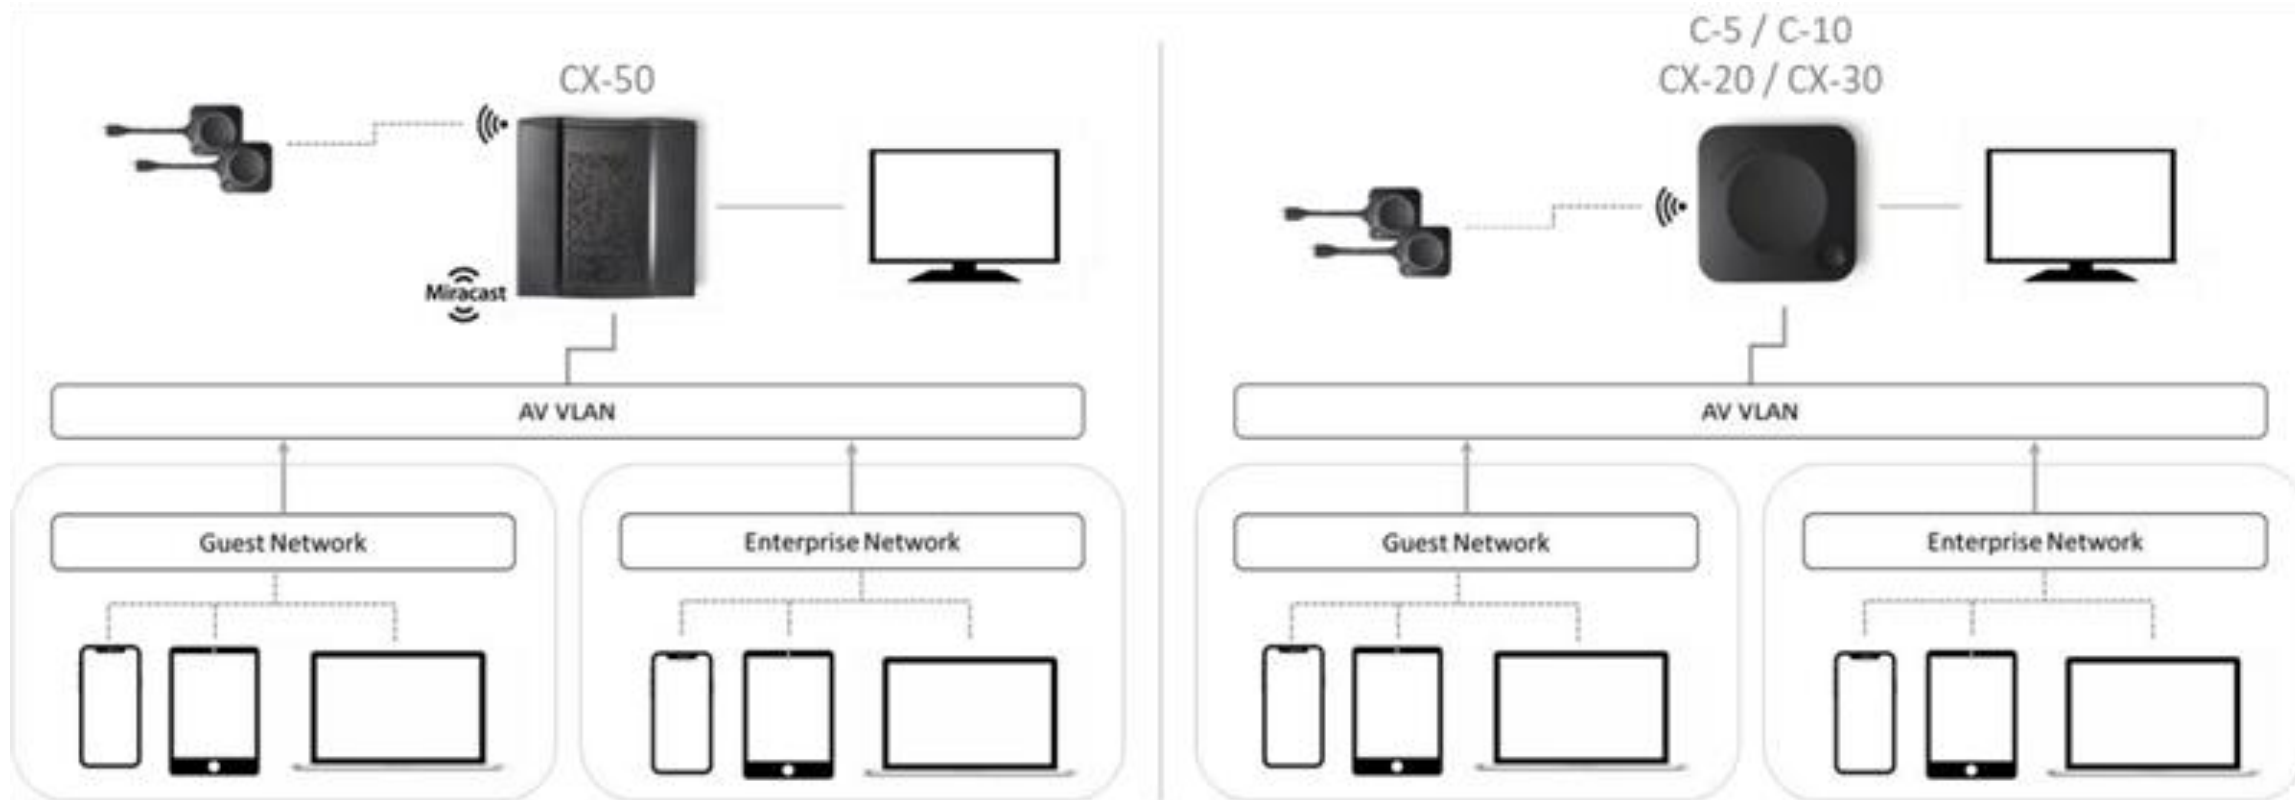 CX-50
Miracast
AV VLAN
Guest Network
Enterprise Network
C-5 / C-10
CX-20 / CX-30
AV VLAN
Guest Network
Enterprise Network